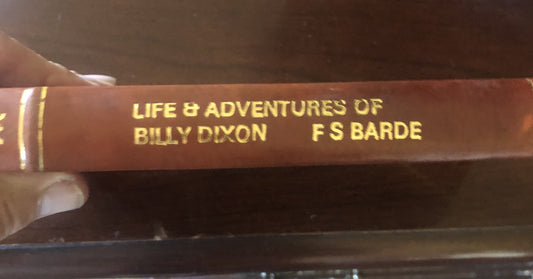 LIFE & ADVENTURES OF
BILLY DIXON F S BARDE